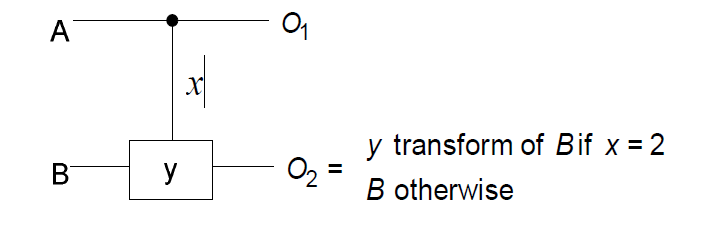 A
O₁
x|
y transform of B if x = 2
B
y
O₂ =
B otherwise